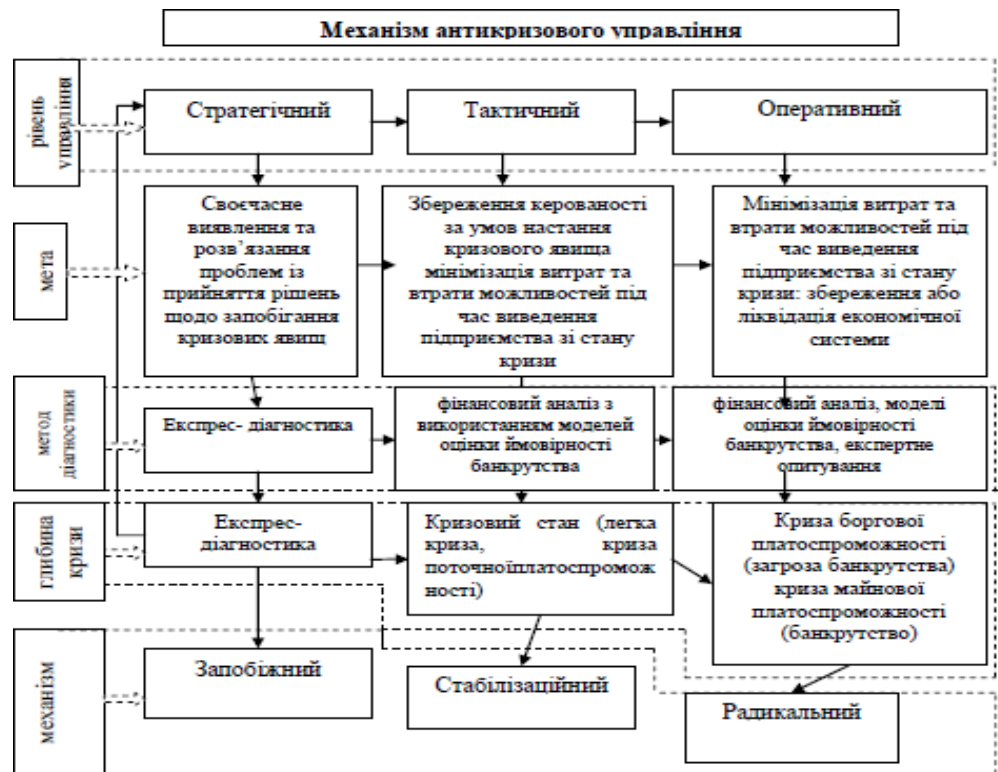 Механізм антикризового управління
рівень
управління
Стратегічний
Тактичний
Оперативний
мета
Своєчасне
виявлення та
розв’язання
проблем із
прийняття рішень
щодо запобігання
кризових явищ
Збереження керованості
за умов настання
кризового явища
мінімізація витрат та
втрати можливостей під
час виведення
підприємства зі стану
кризи
Мінімізація витрат та
втрати можливостей під
час виведення
підприємства зі стану
кризи: збереження або
ліквідація економічної
системи
метод
діагностики
Експрес- діагностика
фінансовий аналіз з
використанням моделей
оцінки ймовірності
банкрутства
фінансовий аналіз, моделі
оцінки ймовірності
банкрутства, експертне
опитування
глибина
кризи
Експрес-
діагностика
Кризовий стан (легка
криза, криза
поточноїплатоспромож
ності)
Криза боргової
платоспроможності
(загроза банкрутства)
криза майнової
платоспроможності
(банкрутство)
механізм
Запобіжний
Стабілізаційний
Радикальний